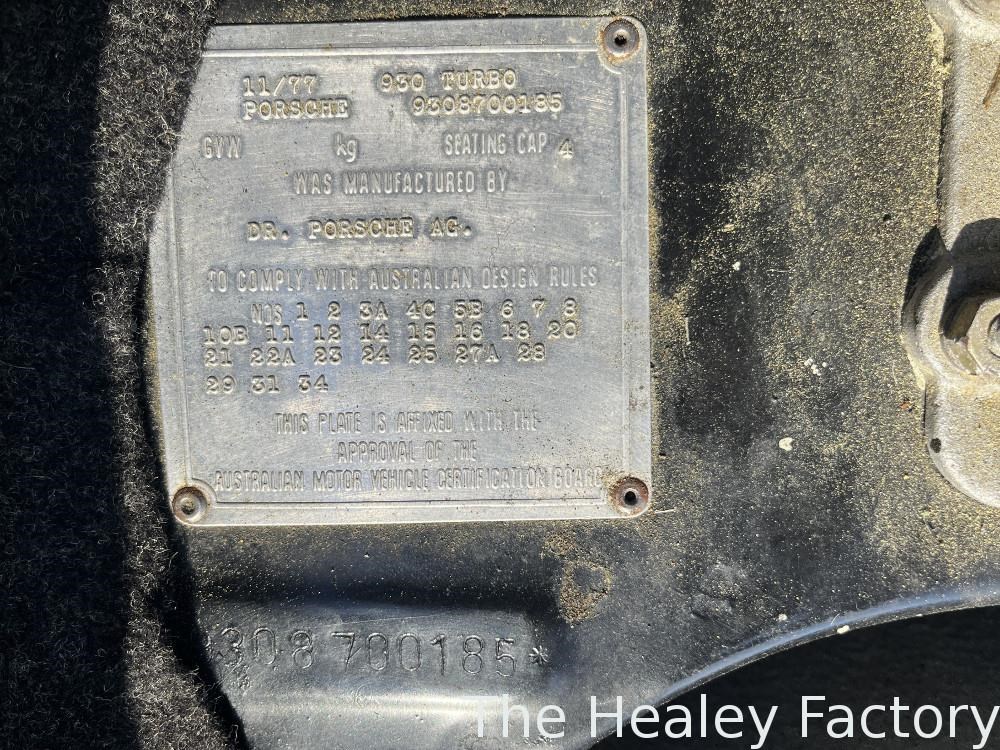 11/77 930 TURBO
PORSCHE 9308700185
GVW kg SEATING CAP 4
WAS MANUFACTURED BY
DR. PORSCHE AG.
TO COMPLY WITH AUSTRALIAN DESIGN RULES
NOS 1 2 3A 4C 5B 6 7 8
10B 11 12 14 15 16 18 20
21 22A 23 24 25 27A 28
29 31 34
THIS PLATE IS AFFIXED WITH THE
APPROVAL OF THE
AUSTRALIAN MOTOR VEHICLE CERTIFICATION BOARD
308700185*
The Healey Factory